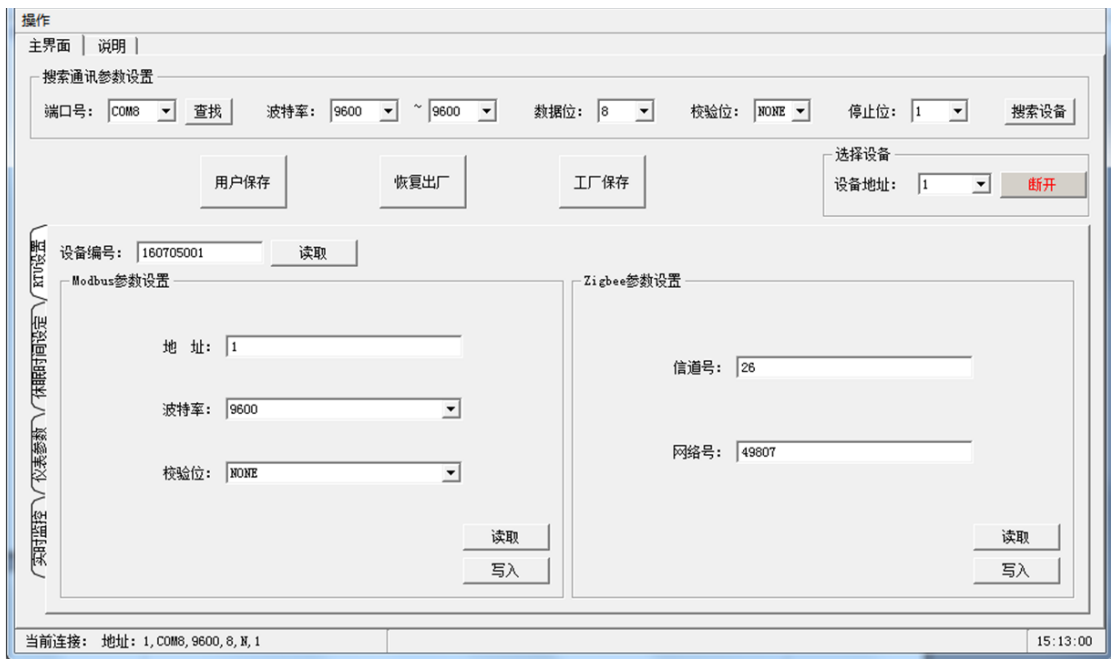 操作
主界面 说明
搜索通讯参数设置
端口号： COM8 查找 波特率： 9600 ~ 9600 数据位： 8 校验位： NONE 停止位： 1 搜索设备
用户保存 恢复出厂 工厂保存
选择设备
设备地址： 1 断开
RTU设置
休眠时间设定
仪表参数
实时监控
设备编号： 160705001 读取
Modbus参数设置
地 址： 1
波特率： 9600
校验位： NONE
读取
写入
Zigbee参数设置
信道号： 26
网络号： 49807
读取
写入
当前连接： 地址：1,COM8,9600,8,N,1 15:13:00